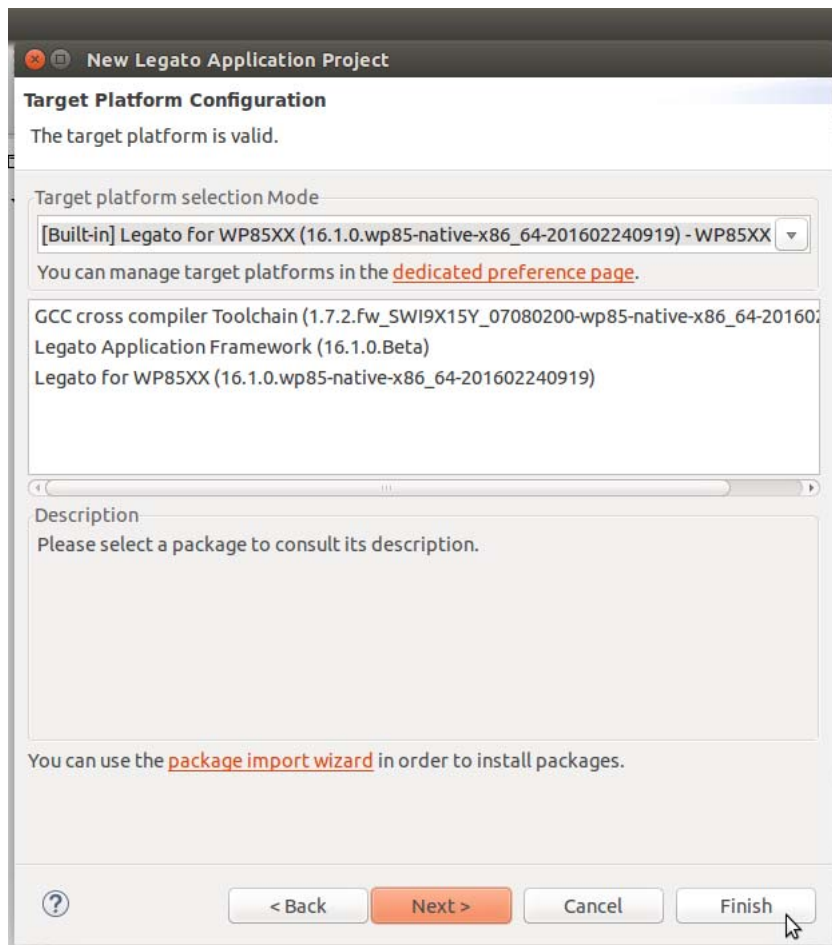 New Legato Application Project
Target Platform Configuration
The target platform is valid.
Target platform selection Mode
[Built-in] Legato for WP85XX (16.1.0.wp85-native-x86_64-201602240919) - WP85XX
You can manage target platforms in the dedicated preference page.
GCC cross compiler Toolchain (1.7.2.fw_SWI9X15Y_07080200-wp85-native-x86_64-20160
Legato Application Framework (16.1.0.Beta)
Legato for WP85XX (16.1.0.wp85-native-x86_64-201602240919)
Description
Please select a package to consult its description.
You can use the package import wizard in order to install packages.
?
< Back
Next >
Cancel
Finish